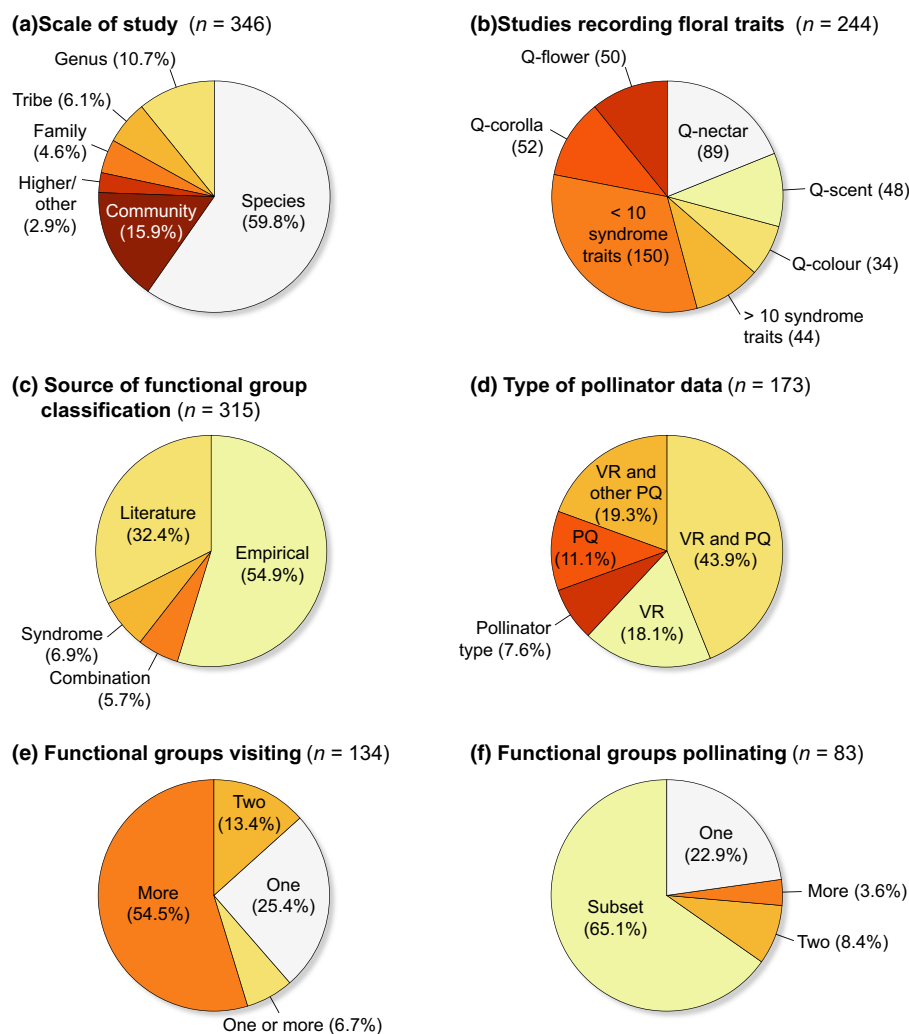 (a)Scale of study (n = 346)
Genus (10.7%)
Tribe (6.1%)
Family
(4.6%)
Higher/
other
(2.9%)
Community
(15.9%)
Species
(59.8%)
(b)Studies recording floral traits (n = 244)
Q-flower (50)
Q-corolla
(52)
Q-nectar
(89)
Q-scent (48)
< 10
syndrome
traits (150)
Q-colour (34)
> 10 syndrome
traits (44)
(c) Source of functional group
classification (n = 315)
Literature
(32.4%)
Empirical
(54.9%)
Syndrome
(6.9%)
Combination
(5.7%)
(d) Type of pollinator data (n = 173)
VR and
other PQ
(19.3%)
VR and PQ
(43.9%)
PQ
(11.1%)
Pollinator
type (7.6%)
VR
(18.1%)
(e) Functional groups visiting (n = 134)
Two
(13.4%)
More
(54.5%)
One
(25.4%)
One or more (6.7%)
(f) Functional groups pollinating (n = 83)
One
(22.9%)
More (3.6%)
Subset
(65.1%)
Two (8.4%)